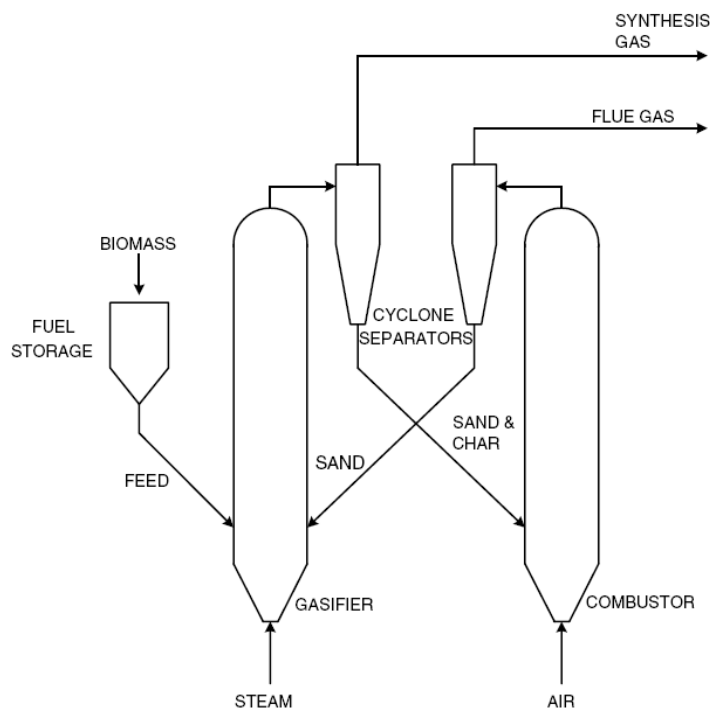 SYNTHESIS
GAS
FLUE GAS
BIOMASS
FUEL
STORAGE
CYCLONE
SEPARATORS
SAND &
CHAR
SAND
FEED
GASIFIER
COMBUSTOR
STEAM
AIR